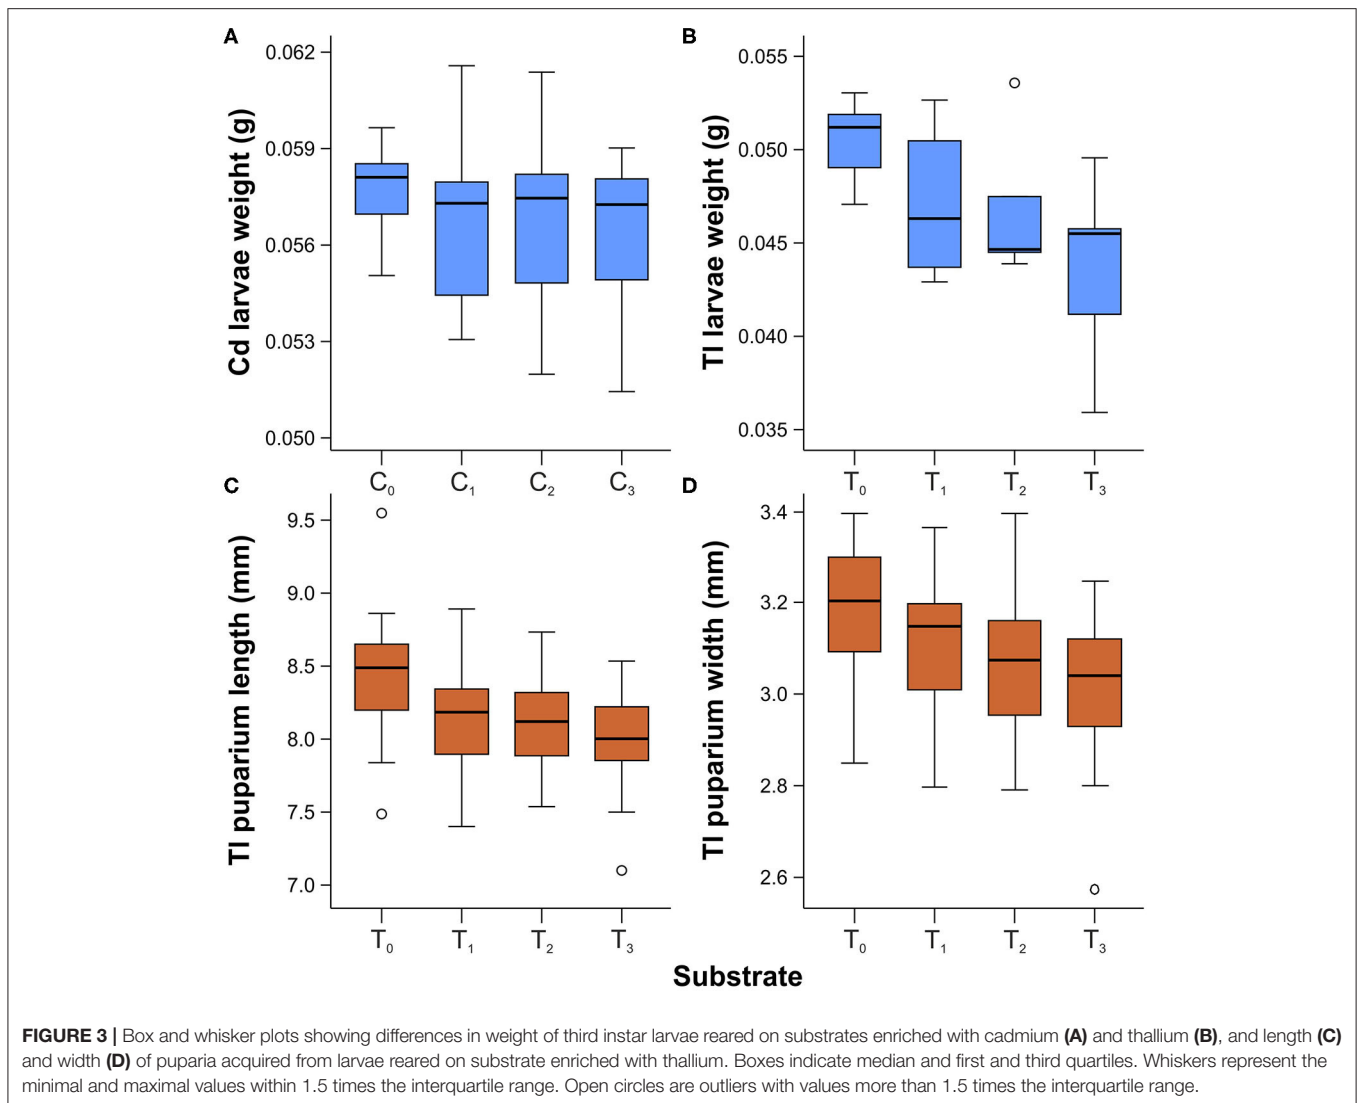 A
Cd larvae weight (g)
0.062
0.059
0.056
0.053
0.050
C₀ C₁ C₂ C₃
B
Tl larvae weight (g)
0.055
0.050
0.045
0.040
0.035
T₀ T₁ T₂ T₃
C
Tl puparium length (mm)
9.5
9.0
8.5
8.0
7.5
7.0
T₀ T₁ T₂ T₃
D
Tl puparium width (mm)
3.4
3.2
3.0
2.8
2.6
T₀ T₁ T₂ T₃
Substrate
FIGURE 3 | Box and whisker plots showing differences in weight of third instar larvae reared on substrates enriched with cadmium (A) and thallium (B), and length (C)
and width (D) of puparia acquired from larvae reared on substrate enriched with thallium. Boxes indicate median and first and third quartiles. Whiskers represent the
minimal and maximal values within 1.5 times the interquartile range. Open circles are outliers with values more than 1.5 times the interquartile range.